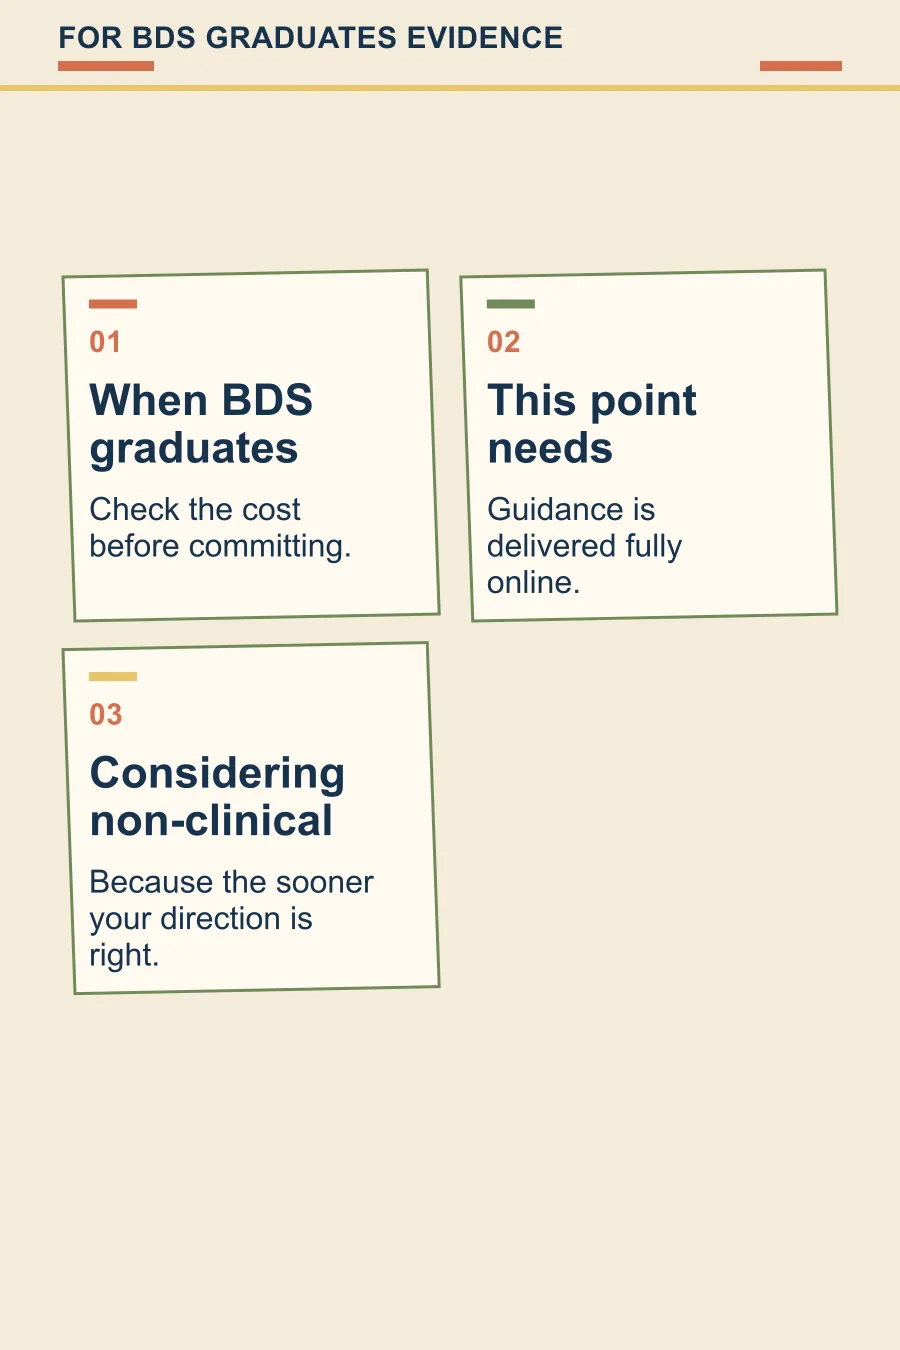 FOR BDS GRADUATES EVIDENCE
01
When BDS
graduates
Check the cost
before committing.
02
This point
needs
Guidance is
delivered fully
online.
03
Considering
non-clinical
Because the sooner
your direction is
right.